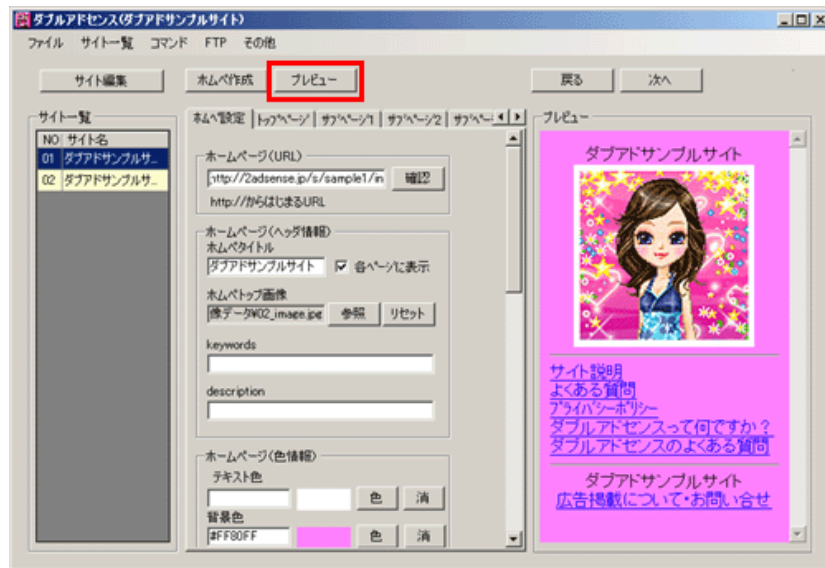 ダブルアドセンス(ダブアドサンプルサイト)
ファイル サイト一覧 コマンド FTP その他
サイト編集 ホムペ作成 プレビュー 戻る 次へ
サイト一覧
NO サイト名
01 ダブアドサンプルサ...
02 ダブアドサンプルサ...
ホムペ設定 トップページ サブページ1 サブページ2 サブペー
ホームページ(URL)
http://2adsense.jp/s/sample1/in 確認
http://からはじまるURL
ホームページ(ヘッダ情報)
ホムペタイトル
ダブアドサンプルサイト 各ページに表示
ホムペトップ画像
像データ¥02_image.jpe 参照 リセット
keywords
description
ホームページ(色情報)
テキスト色
色 消
背景色
#FF80FF 色 消
プレビュー
ダブアドサンプルサイト
サイト説明
よくある質問
プライバシーポリシー
ダブルアドセンスって何ですか?
ダブルアドセンスのよくある質問
ダブアドサンプルサイト
広告掲載について・お問い合せ